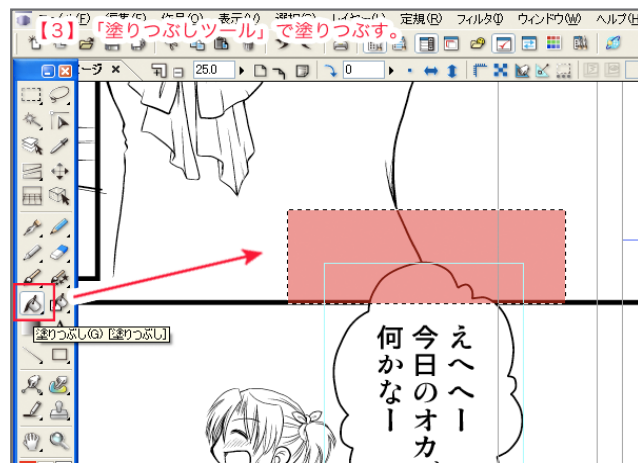 【3】「塗りつぶしツール」で塗りつぶす。
定規(R) フィルタ(I) ウィンドウ(W) ヘルプ(H
ージ × 25.0 0
塗りつぶし(G) [塗りつぶし]
えへへー
今日のオカ
何かなー